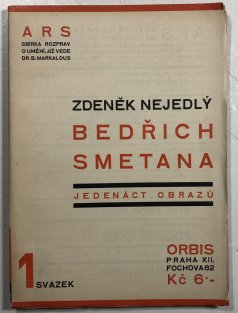 ARS
SBÍRKA ROZPRAV
O UMĚNÍ, JIŽ VEDE
DR. B. MARKALOUS
ZDENĚK NEJEDLÝ
BEDŘICH
SMETANA
JEDENÁCT OBRAZŮ
1 SVAZEK
ORBIS
PRAHA XII,
FOCHOVA 62
Kč 6·-